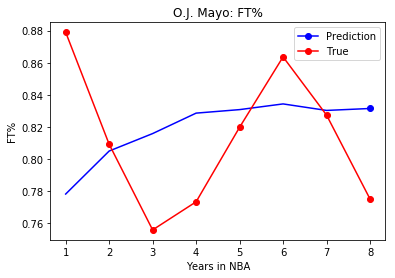 O.J. Mayo: FT%
Prediction
True
0.88
0.86
0.84
0.82
0.80
0.78
0.76
FT%
1 2 3 4 5 6 7 8
Years in NBA